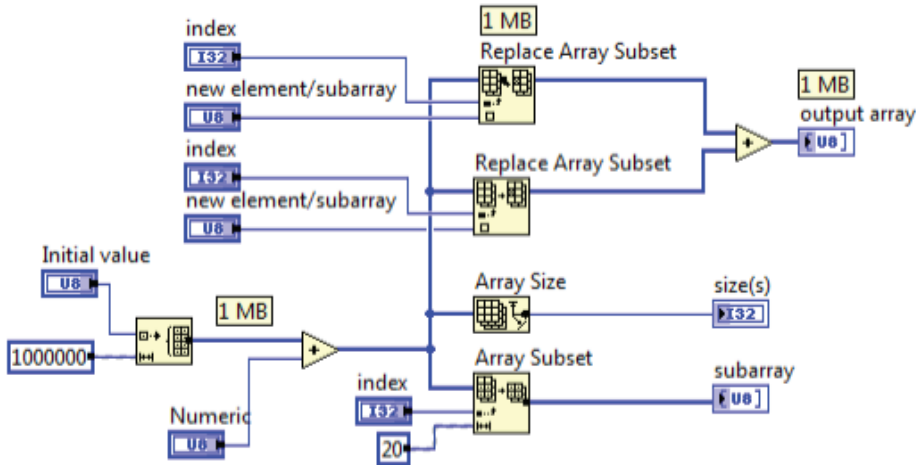 1 MB
index
Replace Array Subset
I32
1 MB
new element/subarray
output array
U8
[U8]
index
Replace Array Subset
I32
new element/subarray
U8
Initial value
Array Size
size(s)
U8
1 MB
I32
Array Subset
1000000
index
subarray
I32
[U8]
Numeric
U8
20